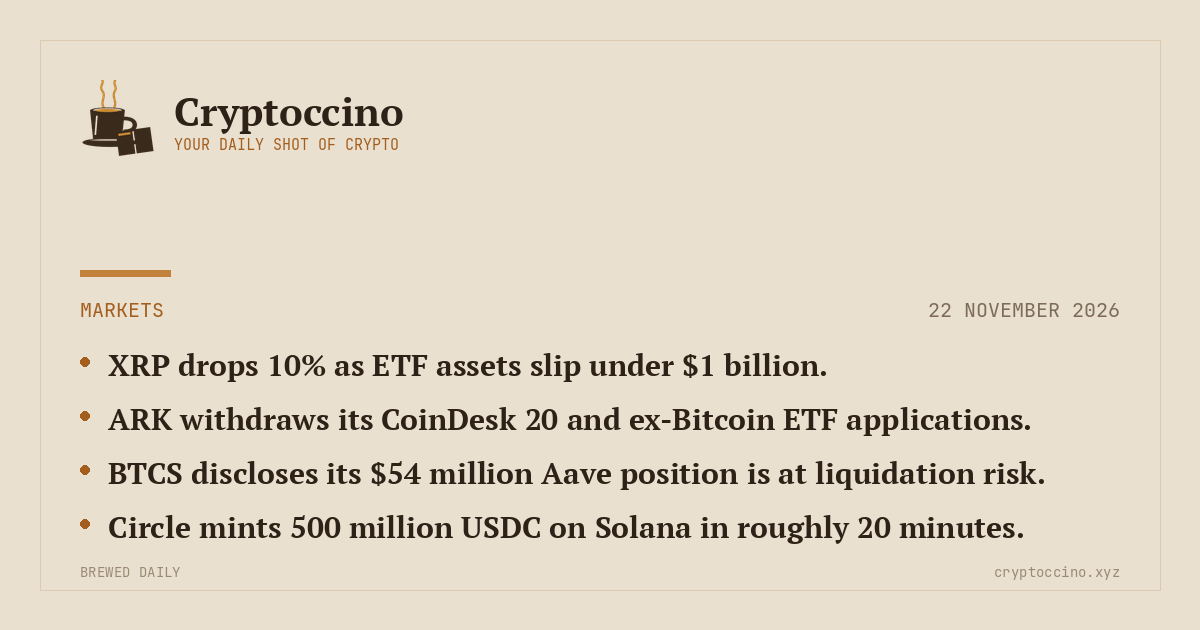 Cryptoccino
YOUR DAILY SHOT OF CRYPTO
MARKETS
22 NOVEMBER 2026
• XRP drops 10% as ETF assets slip under $1 billion.
• ARK withdraws its CoinDesk 20 and ex-Bitcoin ETF applications.
• BTCS discloses its $54 million Aave position is at liquidation risk.
• Circle mints 500 million USDC on Solana in roughly 20 minutes.
BREWED DAILY
cryptoccino.xyz